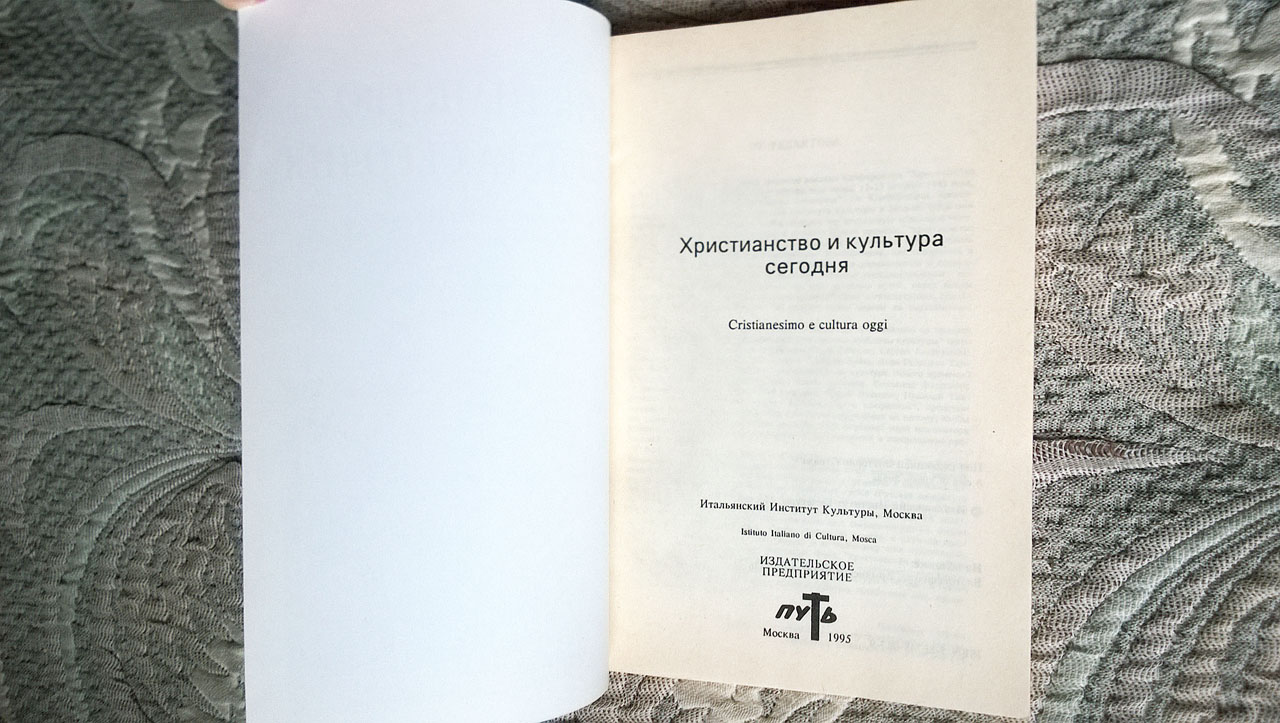 Христианство и культура
сегодня
Cristianesimo e cultura oggi
Итальянский Институт Культуры, Москва
Istituto Italiano di Cultura, Mosca
ИЗДАТЕЛЬСКОЕ
ПРЕДПРИЯТИЕ
ПУТЬ
Москва 1995